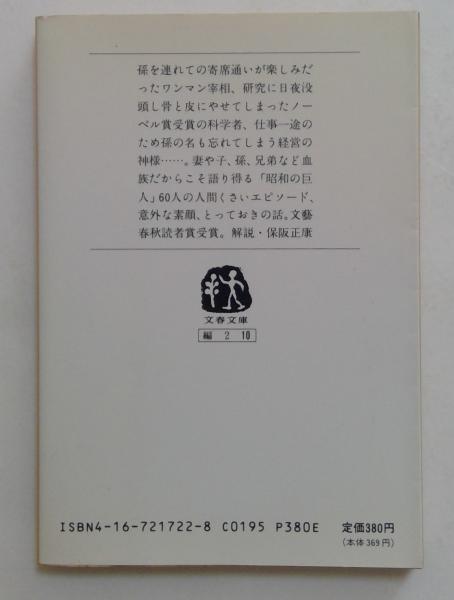 孫を連れての寄席通いが楽しみだ
ったワンマン宰相、研究に日夜没
頭し骨と皮にやせてしまったノー
ベル賞受賞の科学者、仕事一途の
ため孫の名も忘れてしまう経営の
神様……。妻や子、孫、兄弟など血
族だからこそ語り得る「昭和の巨
人」60人の人間くさいエピソード、
意外な素顔、とっておきの話。文藝
春秋読者賞受賞。解説・保阪正康
文春文庫
編 2 10
ISBN4-16-721722-8 C0195 P380E 定価380円
(本体369円)